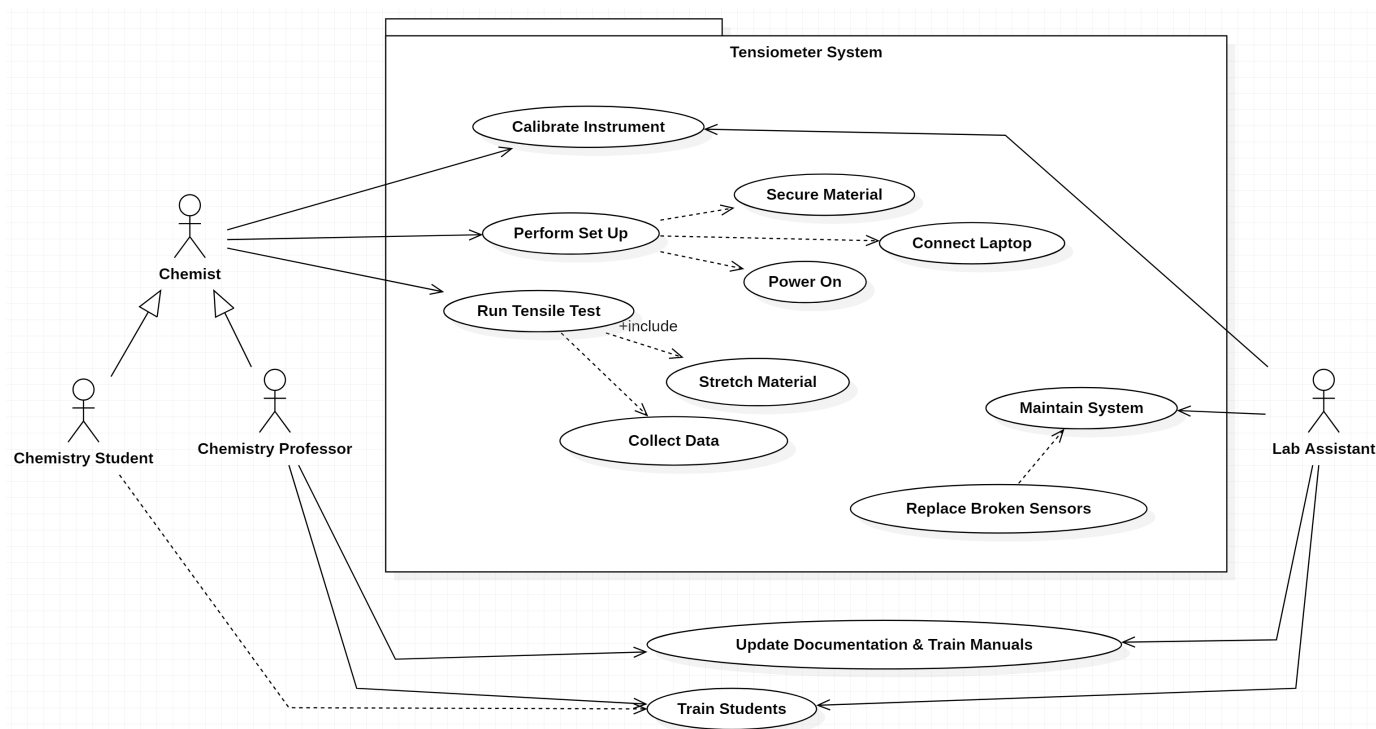 Tensiometer System
Calibrate Instrument
Secure Material
Perform Set Up
Connect Laptop
Chemist
Power On
Run Tensile Test
+include
Stretch Material
Maintain System
Collect Data
Chemistry Professor
Lab Assistant
Chemistry Student
Replace Broken Sensors
Update Documentation & Train Manuals
Train Students